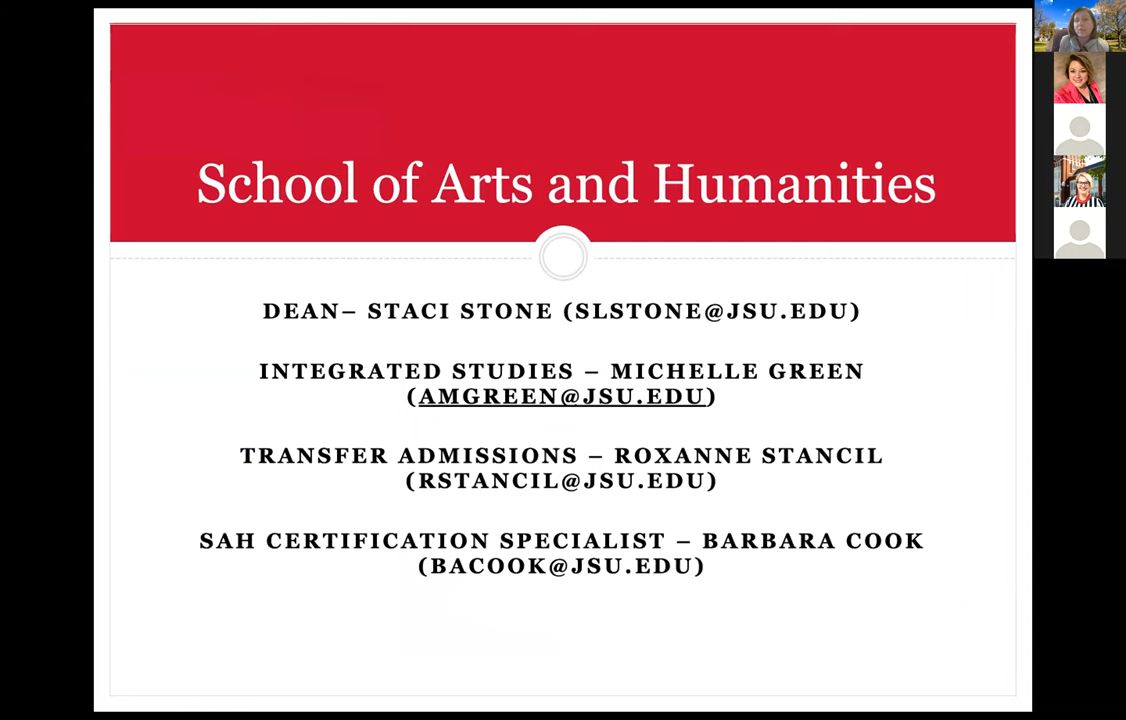 School of Arts and Humanities
DEAN– STACI STONE (SLSTONE@JSU.EDU)
INTEGRATED STUDIES – MICHELLE GREEN
(AMGREEN@JSU.EDU)
TRANSFER ADMISSIONS – ROXANNE STANCIL
(RSTANCIL@JSU.EDU)
SAH CERTIFICATION SPECIALIST – BARBARA COOK
(BACOOK@JSU.EDU)